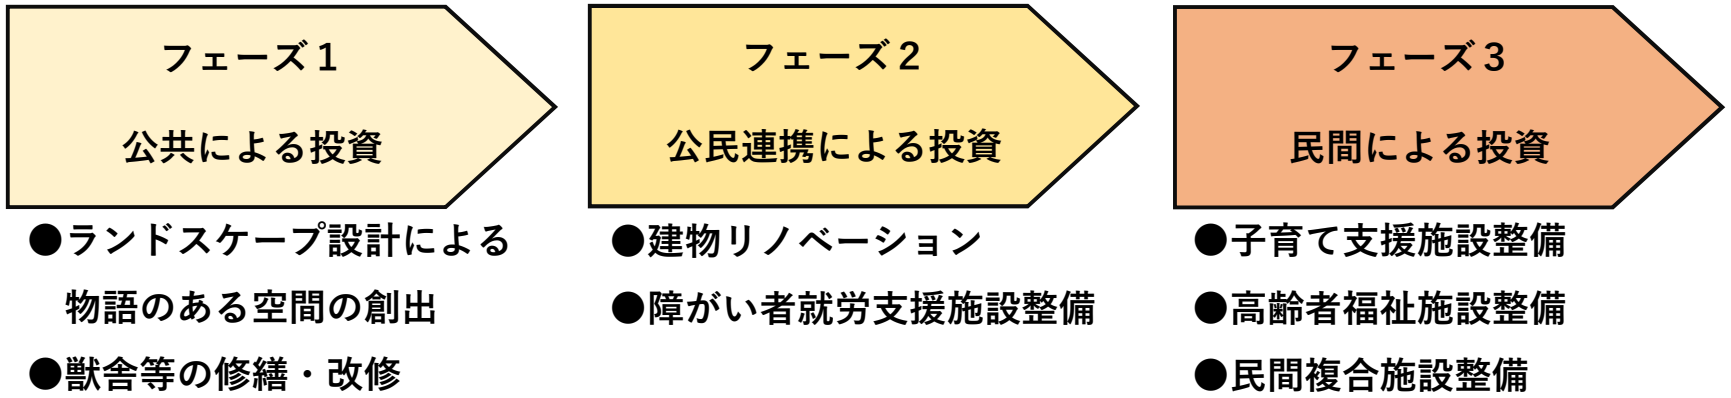 フェーズ１
公共による投資
●ランドスケープ設計による
物語のある空間の創出
●獣舎等の修繕・改修
フェーズ２
公民連携による投資
●建物リノベーション
●障がい者就労支援施設整備
フェーズ３
民間による投資
●子育て支援施設整備
●高齢者福祉施設整備
●民間複合施設整備